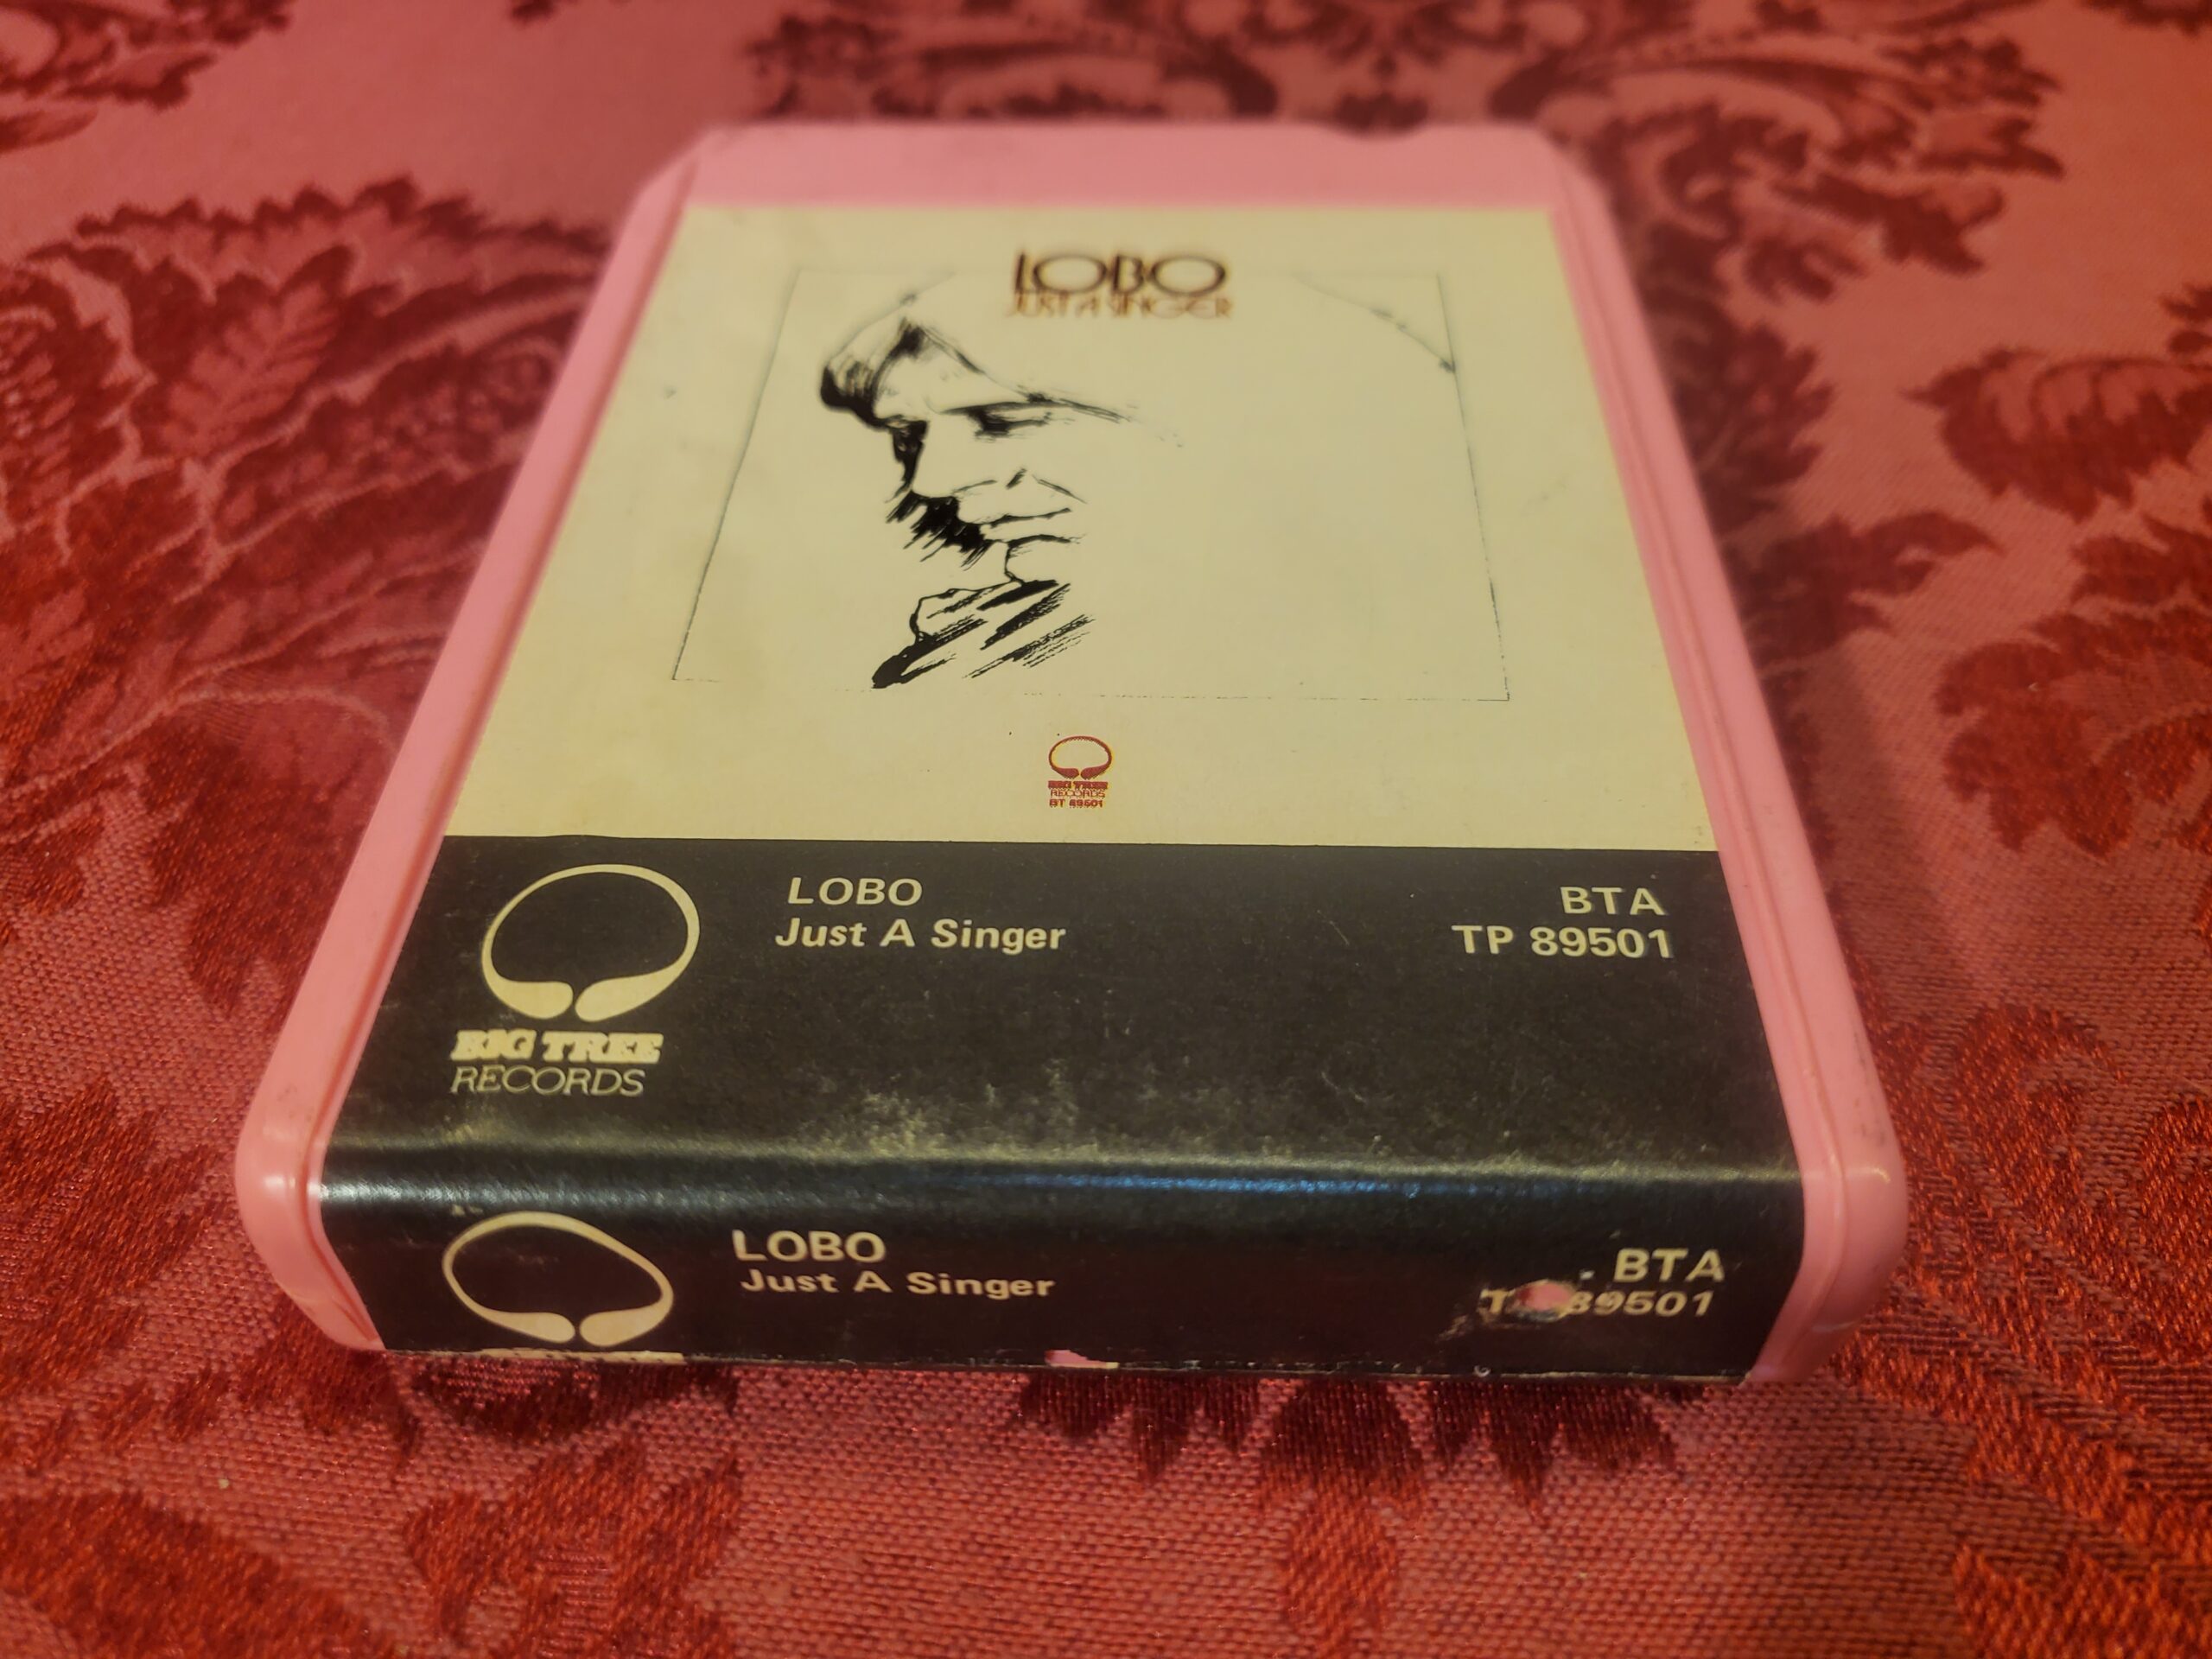 LOBO
JUST A SINGER
BIG TREE
RECORDS
BT 89501
LOBO
Just A Singer
BTA
TP 89501
BIG TREE
RECORDS
LOBO
Just A Singer
BTA
89501